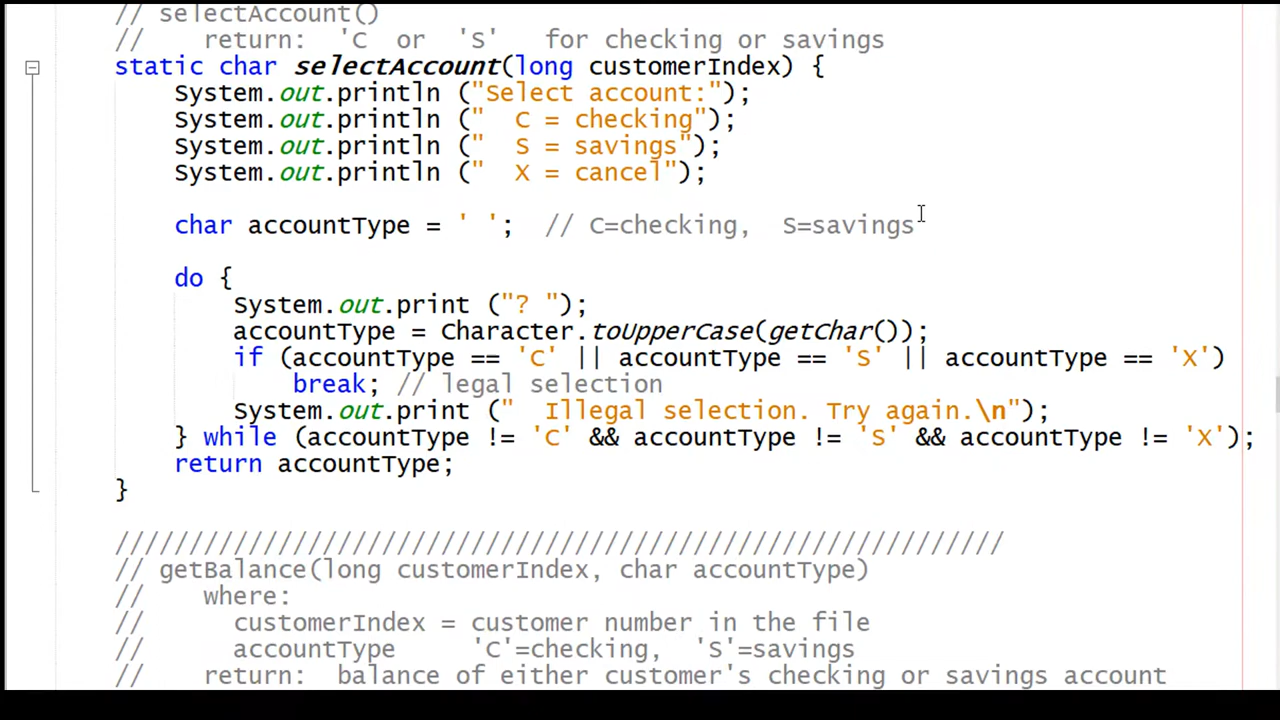 // selectAccount()
//    return:  'C  or  'S'   for checking or savings
static char selectAccount(long customerIndex) {
System.out.println ("Select account:");
System.out.println ("  C = checking");
System.out.println ("  S = savings");
System.out.println ("  X = cancel");
char accountType = ' ';  // C=checking,  S=savings
do {
System.out.print ("? ");
accountType = Character.toUpperCase(getChar());
if (accountType == 'C' || accountType == 'S' || accountType == 'X')
break; // legal selection
System.out.print ("  Illegal selection. Try again.\n");
} while (accountType != 'C' && accountType != 'S' && accountType != 'X');
return accountType;
}
////////////////////////////////////////////////////////////
// getBalance(long customerIndex, char accountType)
//    where:
//      customerIndex = customer number in the file
//      accountType     'C'=checking,  'S'=savings
//    return:  balance of either customer's checking or savings account